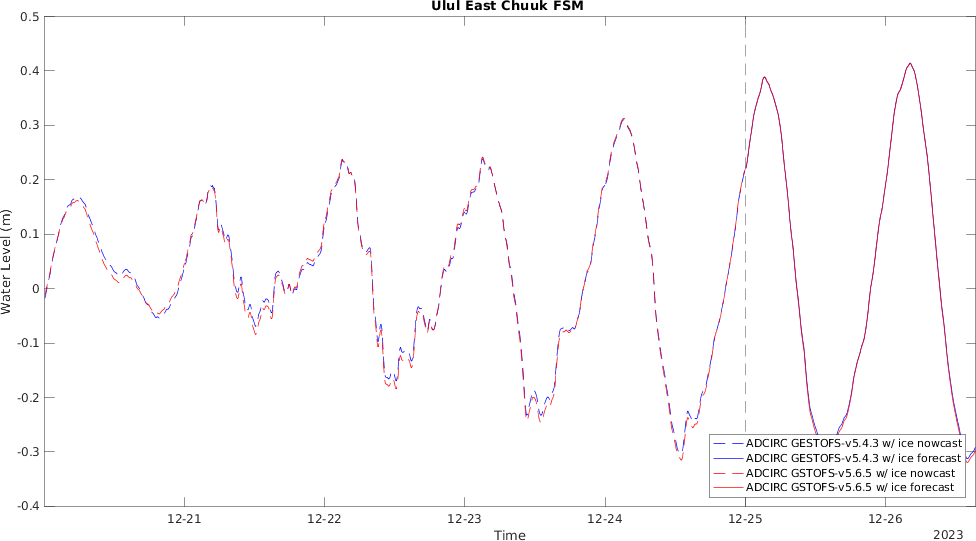 Ulul East Chuuk FSM
0.5
0.4
0.3
0.2
0.1
0
-0.1
-0.2
-0.3
-0.4
Water Level (m)
12-21
12-22
12-23
12-24
12-25
12-26
Time
2023
ADCIRC GESTOFS-v5.4.3 w/ ice nowcast
ADCIRC GESTOFS-v5.4.3 w/ ice forecast
ADCIRC GSTOFS-v5.6.5 w/ ice nowcast
ADCIRC GSTOFS-v5.6.5 w/ ice forecast